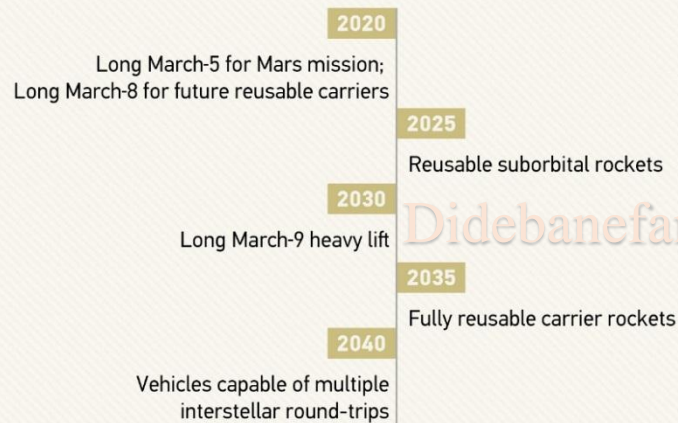 2020
Long March-5 for Mars mission;
Long March-8 for future reusable carriers
2025
Reusable suborbital rockets
2030
Long March-9 heavy lift
2035
Fully reusable carrier rockets
2040
Vehicles capable of multiple
interstellar round-trips